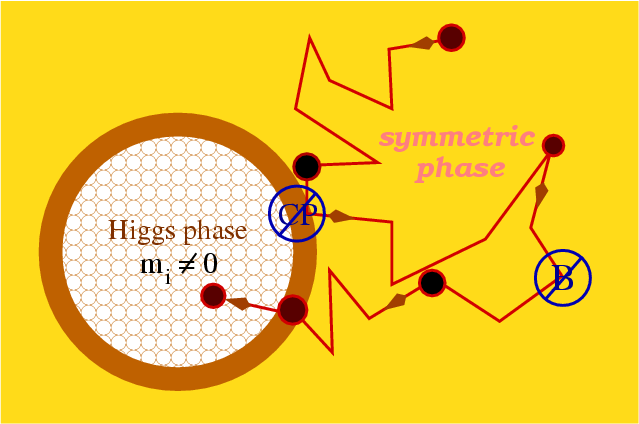 symmetric
phase
CP
Higgs phase
mᵢ ≠ 0
B